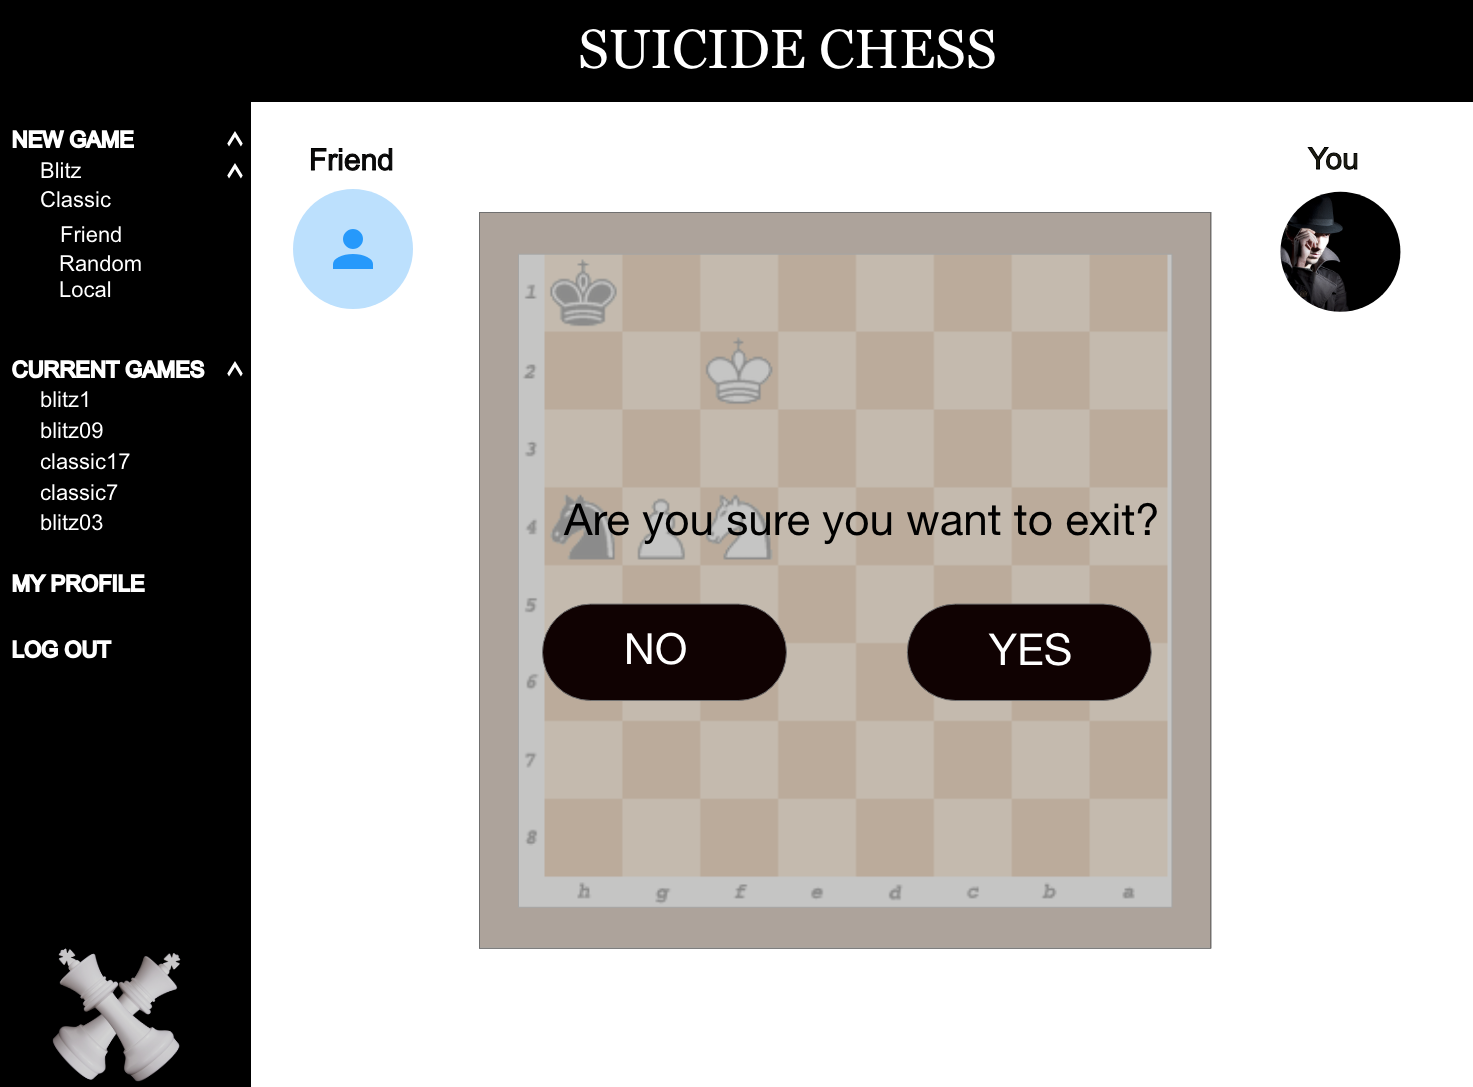 SUICIDE CHESS
NEW GAME
Blitz
Classic
Friend
Random
Local
CURRENT GAMES
blitz1
blitz09
classic17
classic7
blitz03
MY PROFILE
LOG OUT
Friend
You
1
2
3
4
Are you sure you want to exit?
5
NO
YES
6
7
8
h g f e d c b a